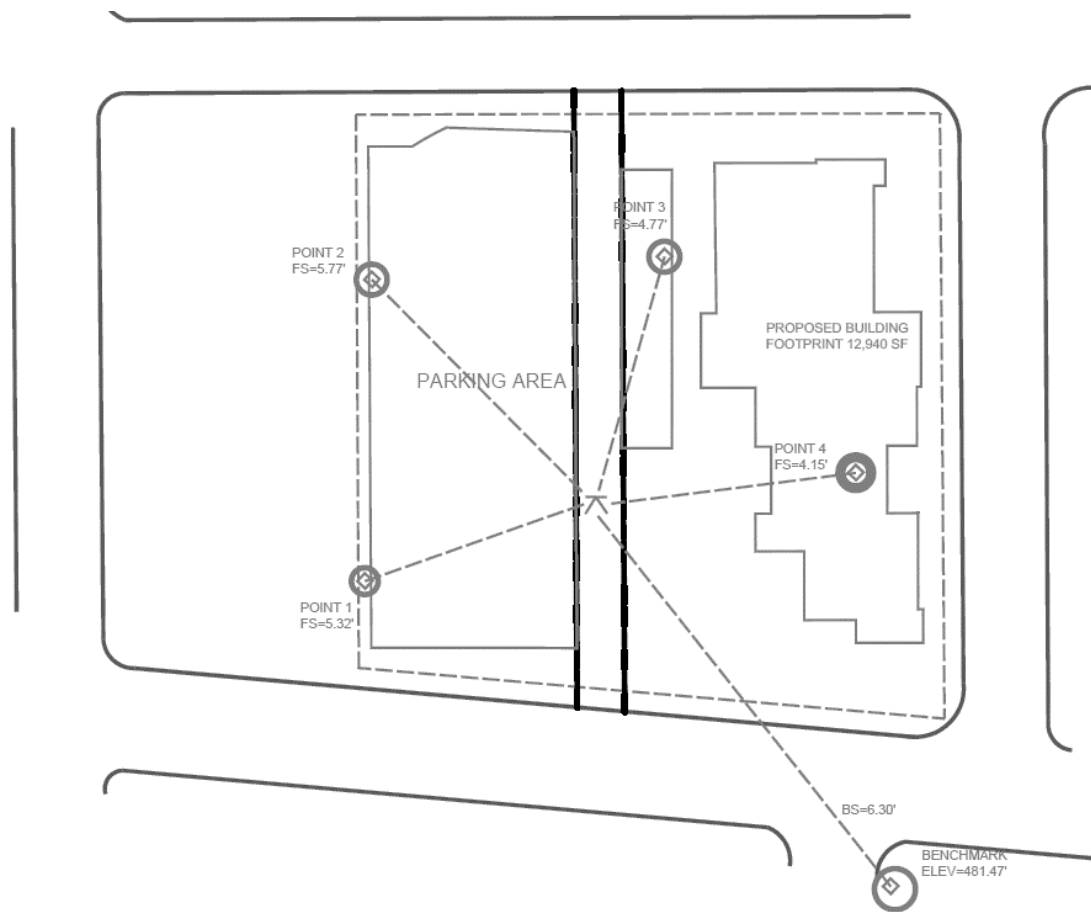 POINT 3
FS=4.77'
POINT 2
FS=5.77'
PROPOSED BUILDING
FOOTPRINT 12,940 SF
PARKING AREA
POINT 4
FS=4.15'
POINT 1
FS=5.32'
BS=6.30'
BENCHMARK
ELEV=481.47'